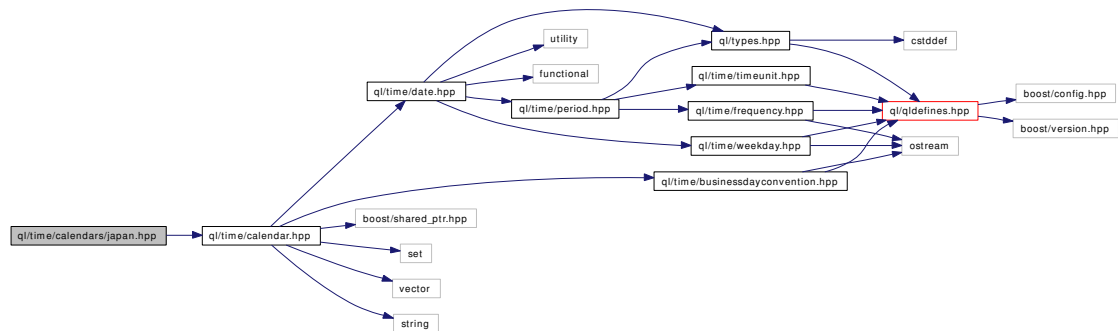 ql/types.hpp
cstddef
utility
functional
ql/time/timeunit.hpp
ql/time/date.hpp
boost/config.hpp
ql/time/period.hpp
ql/time/frequency.hpp
ql/qldefines.hpp
boost/version.hpp
ql/time/weekday.hpp
ostream
ql/time/businessdayconvention.hpp
boost/shared_ptr.hpp
ql/time/calendars/japan.hpp
ql/time/calendar.hpp
set
vector
string